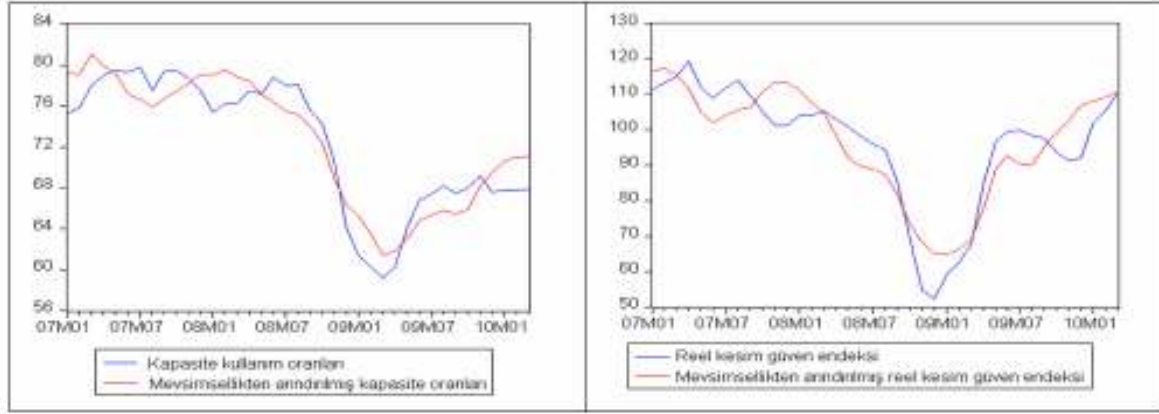 84
80
76
72
68
64
60
56
07M01 07M07 08M01 08M07 09M01 09M07 10M01
Kapasite kullanım oranları
Mevsimsellikten arındırılmış kapasite oranları
130
120
110
100
90
80
70
60
50
07M01 07M07 08M01 08M07 09M01 09M07 10M01
Reel kesim güven endeksi
Mevsimsellikten arındırılmış reel kesim güven endeksi